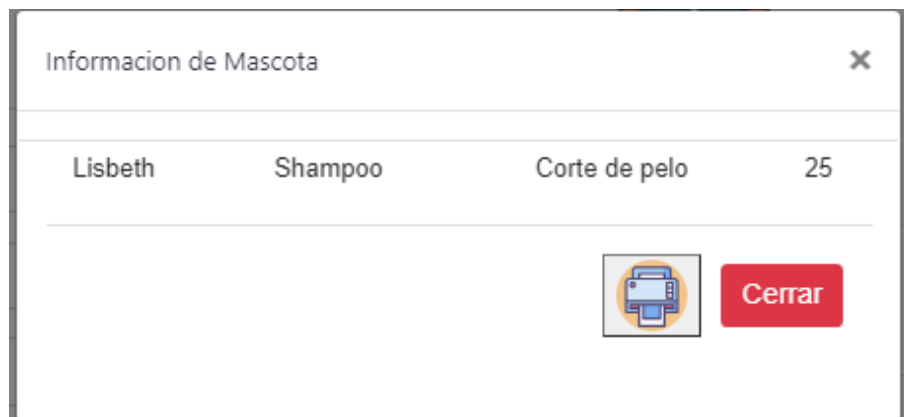 Informacion de Mascota ×
Lisbeth Shampoo Corte de pelo 25
Cerrar